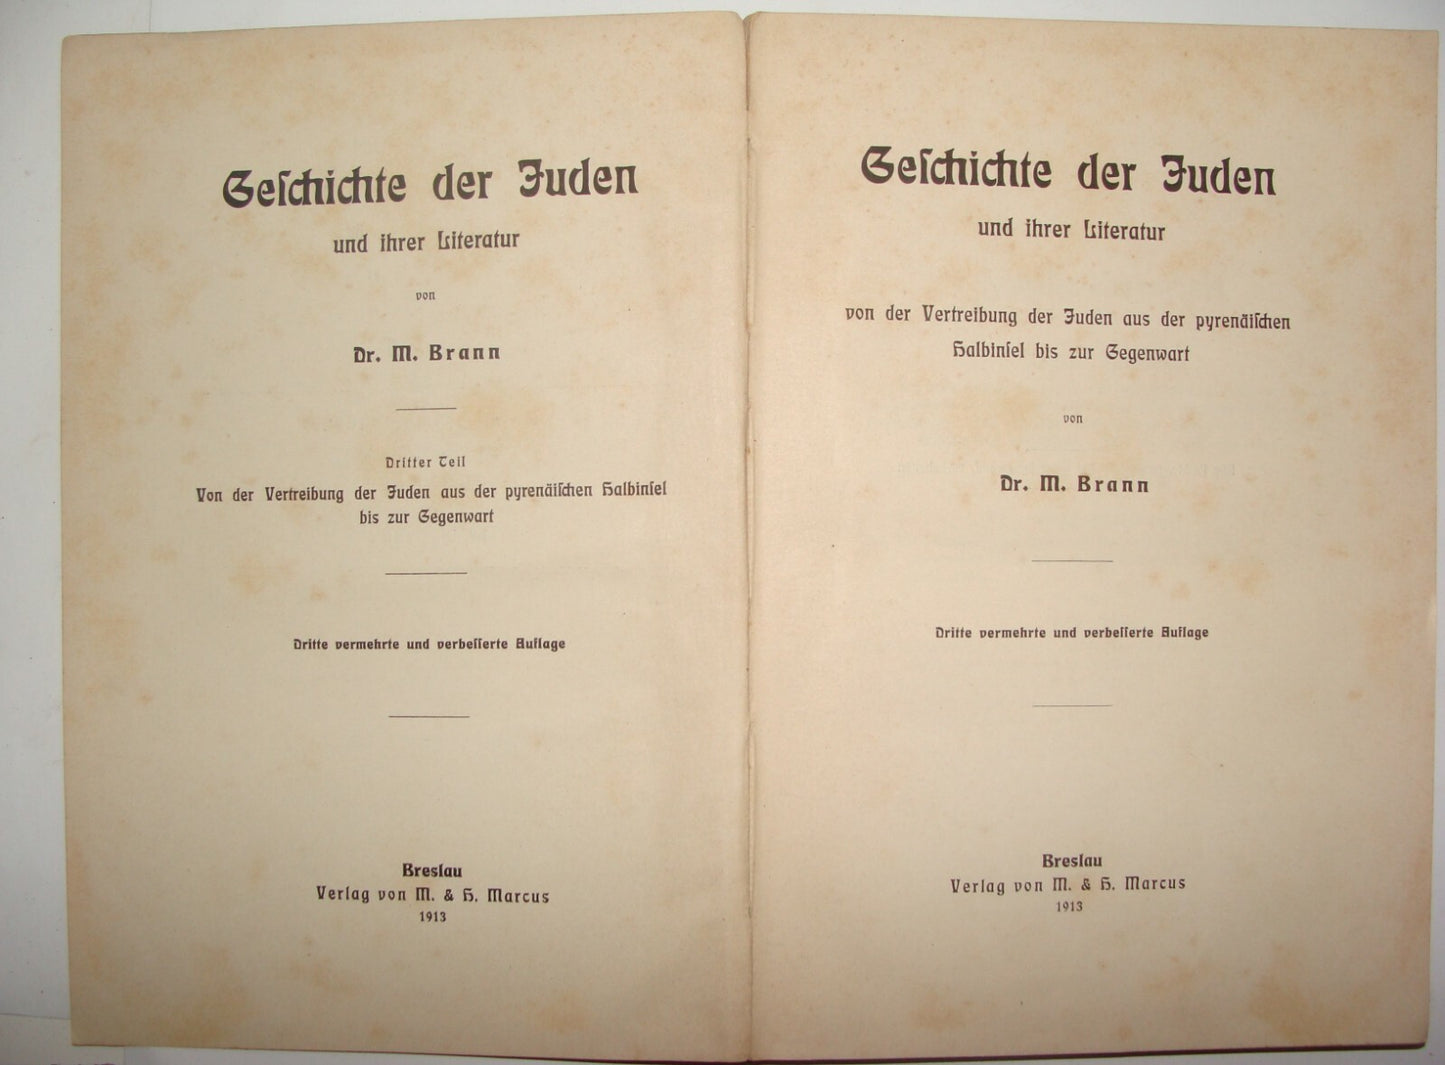 Geſchichte der Juden
und ihrer Literatur
von
Dr. M. Brann
Dritter Teil
Von der Vertreibung der Juden aus der pyrenäiſchen Halbinſel
bis zur Gegenwart
Dritte vermehrte und verbeſſerte Auflage
Breslau
Verlag von M. & H. Marcus
1913
Geſchichte der Juden
und ihrer Literatur
von der Vertreibung der Juden aus der pyrenäiſchen
Halbinſel bis zur Gegenwart
von
Dr. M. Brann
Dritte vermehrte und verbeſſerte Auflage
Breslau
Verlag von M. & H. Marcus
1913